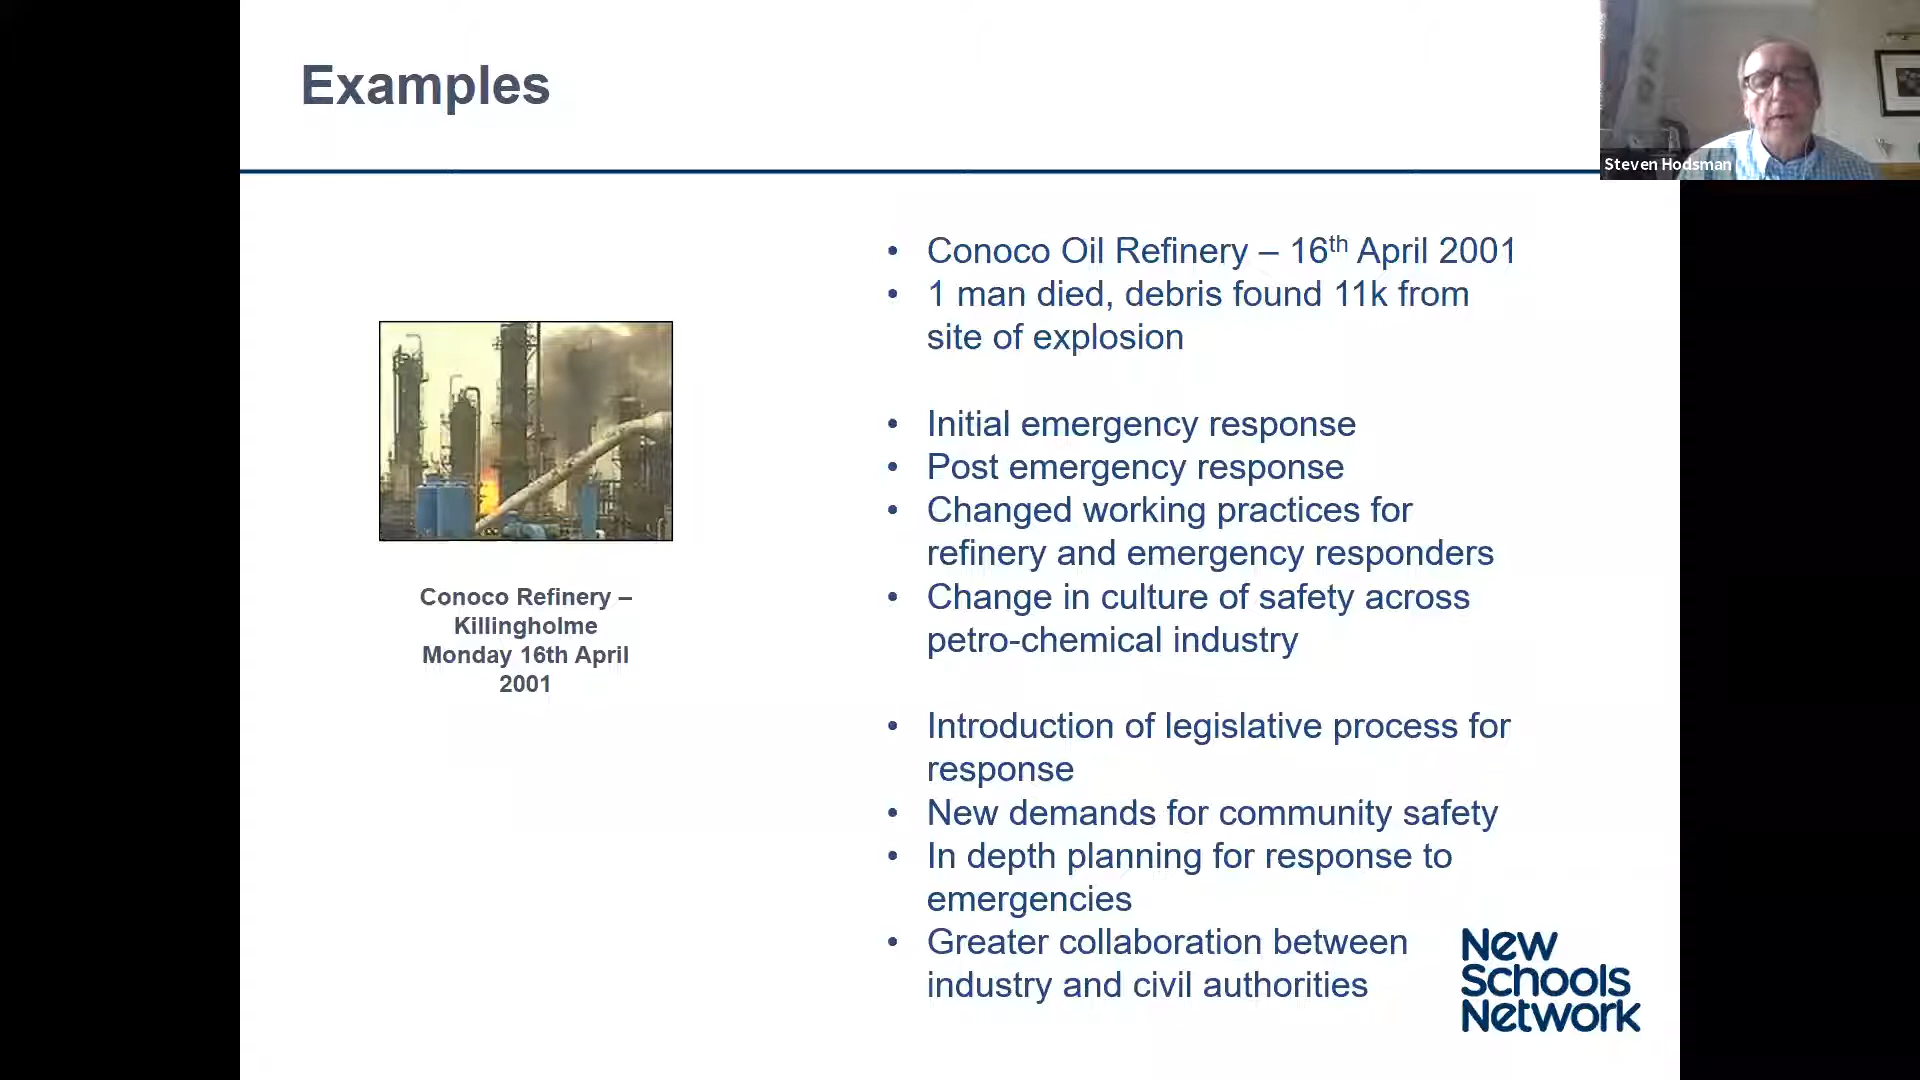 Examples
Steven Hodsman
• Conoco Oil Refinery – 16th April 2001
• 1 man died, debris found 11k from
site of explosion
• Initial emergency response
• Post emergency response
• Changed working practices for
refinery and emergency responders
• Change in culture of safety across
petro-chemical industry
• Introduction of legislative process for
response
• New demands for community safety
• In depth planning for response to
emergencies
• Greater collaboration between
industry and civil authorities
Conoco Refinery –
Killingholme
Monday 16th April
2001
New
Schools
Network